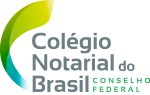 Colégio
Notarial do
Brasil CONSELHO
FEDERAL